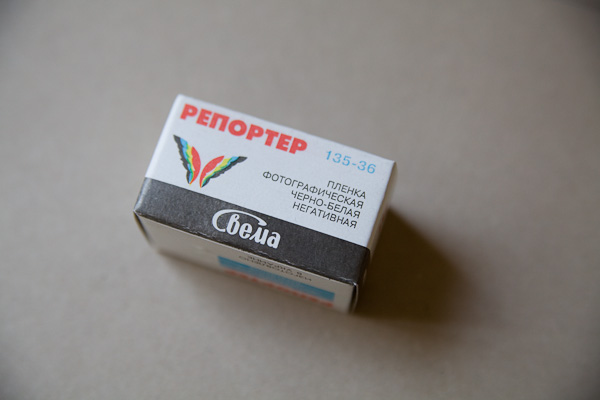 РЕПОРТЕР
135-36
ПЛЕНКА
ФОТОГРАФИЧЕСКАЯ
ЧЕРНО-БЕЛАЯ
НЕГАТИВНАЯ
Свема